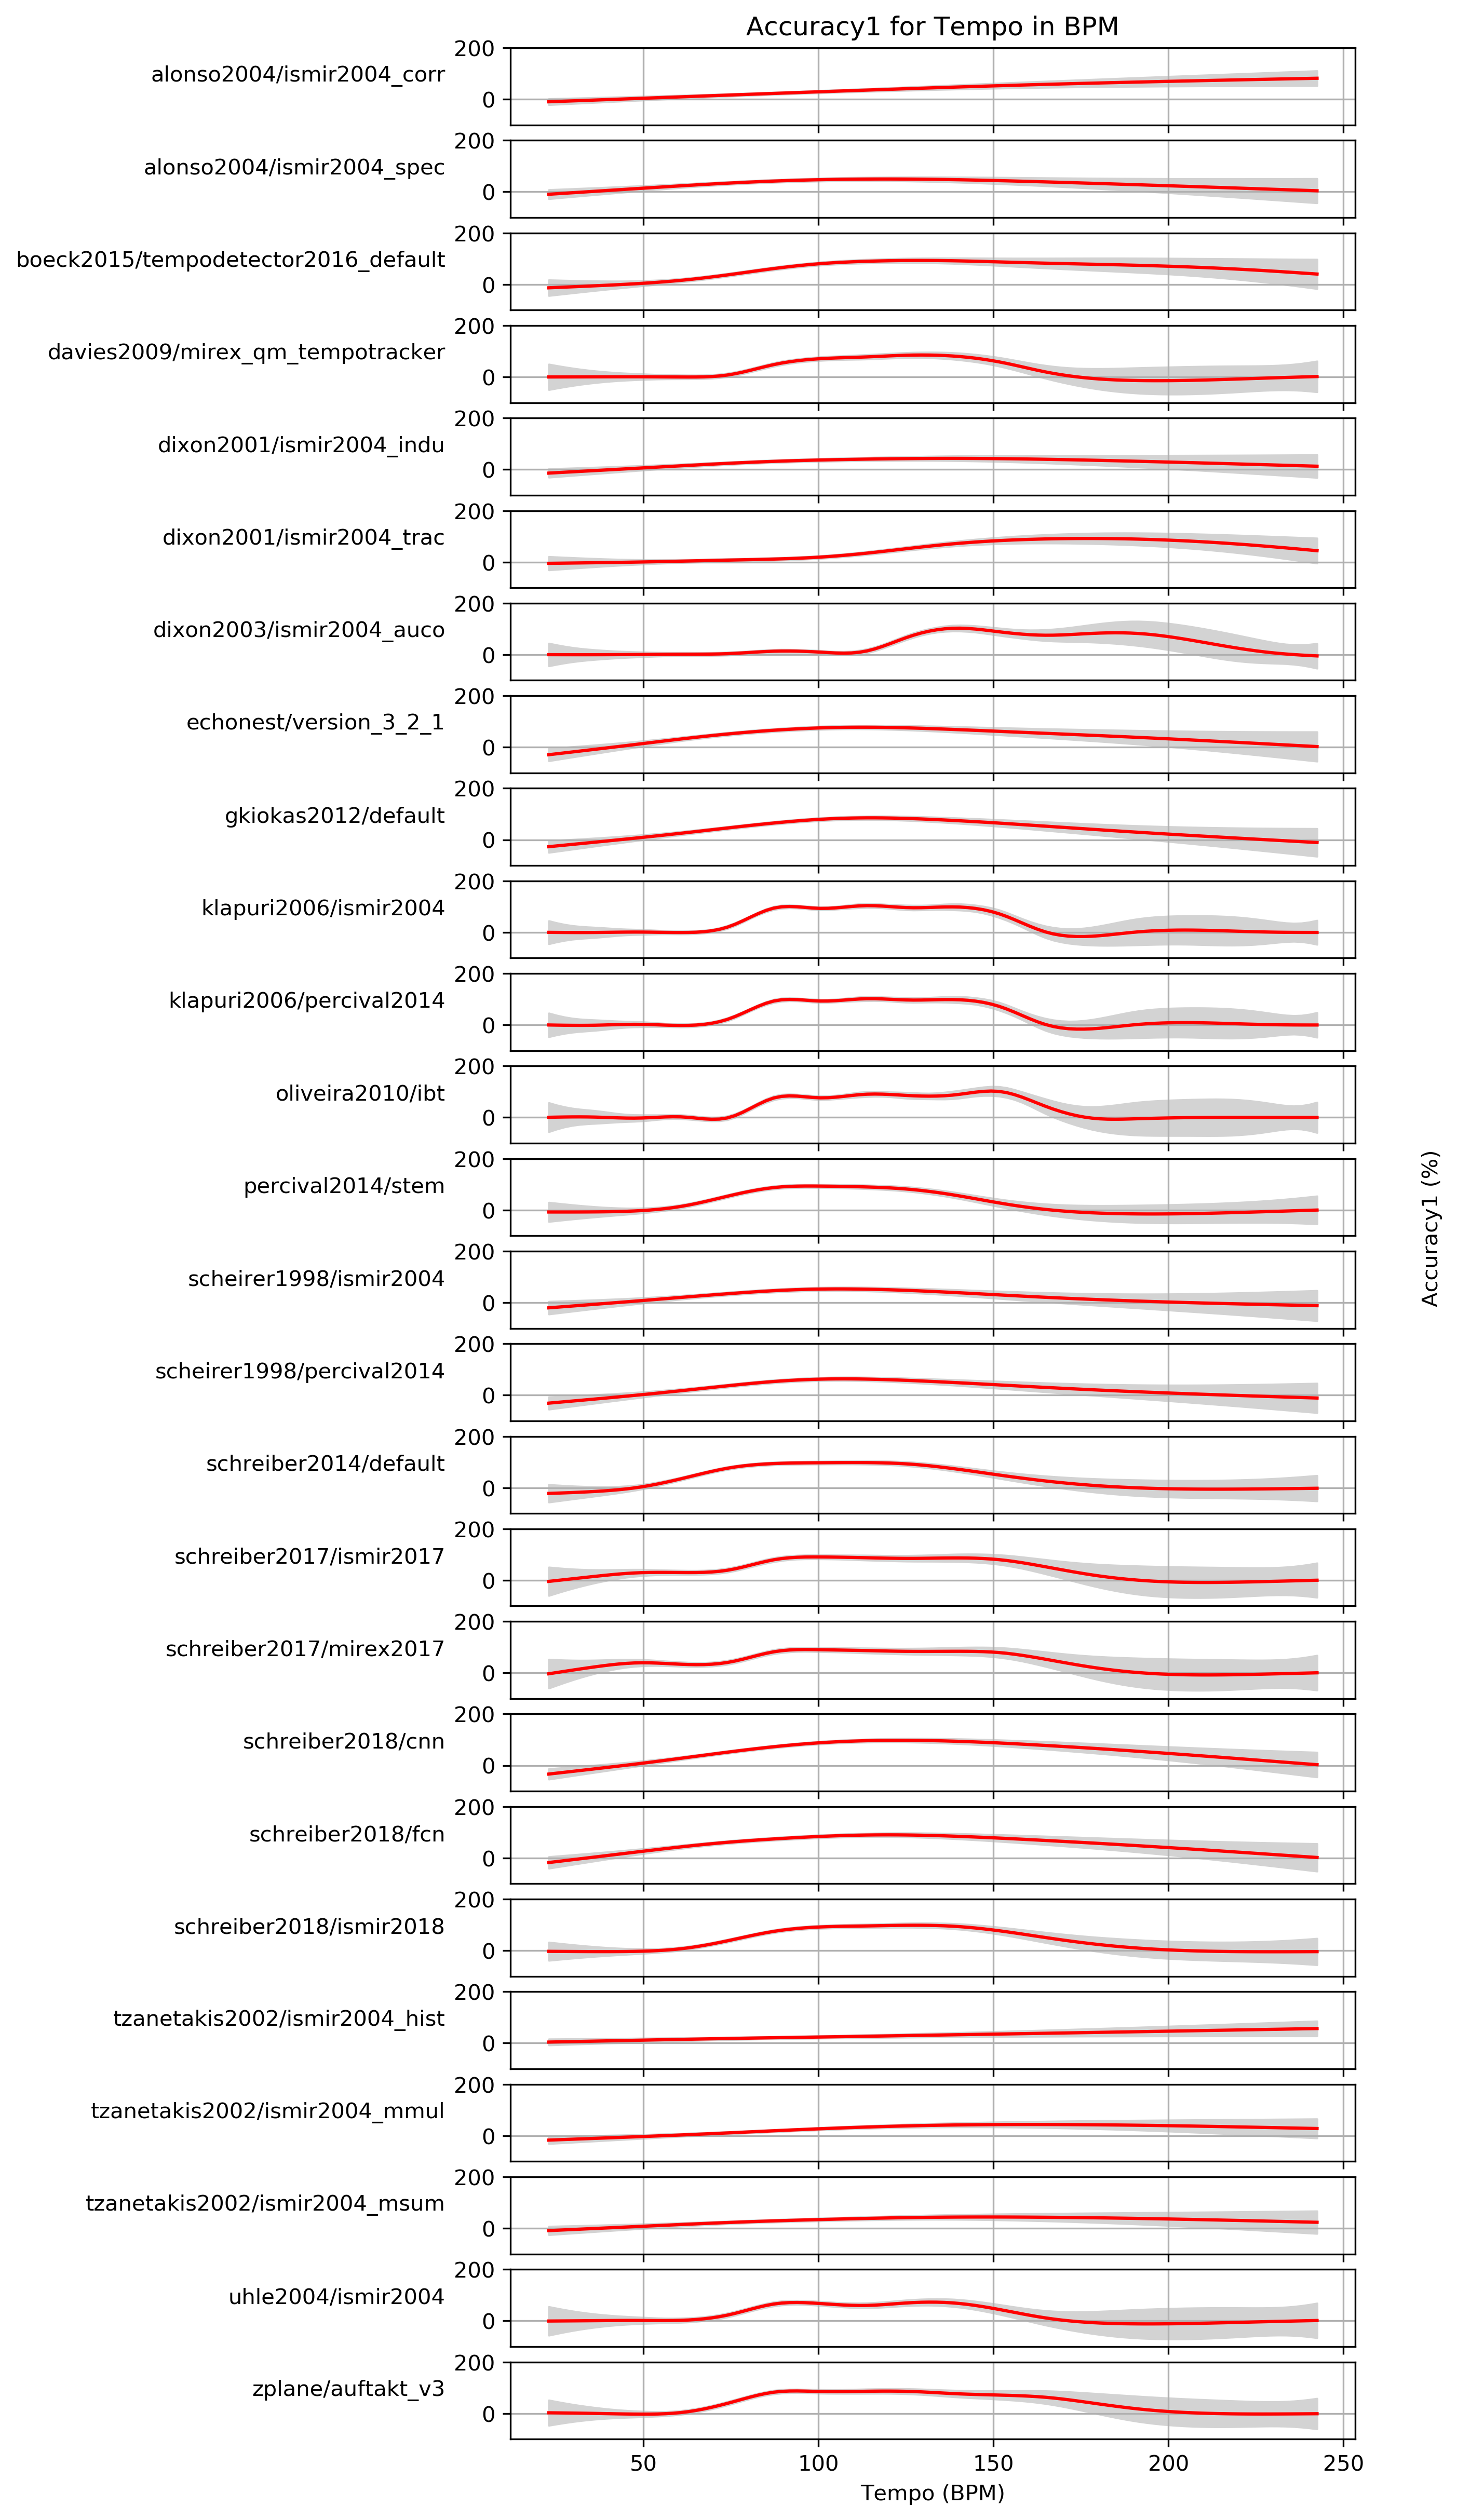 Accuracy1 for Tempo in BPM
200
alonso2004/ismir2004_corr
0
200
alonso2004/ismir2004_spec
0
200
boeck2015/tempodetector2016_default
0
200
davies2009/mirex_qm_tempotracker
0
200
dixon2001/ismir2004_indu
0
200
dixon2001/ismir2004_trac
0
200
dixon2003/ismir2004_auco
0
200
echonest/version_3_2_1
0
200
gkiokas2012/default
0
200
klapuri2006/ismir2004
0
200
klapuri2006/percival2014
0
200
oliveira2010/ibt
0
200
percival2014/stem
0
Accuracy1 (%)
200
scheirer1998/ismir2004
0
200
scheirer1998/percival2014
0
200
schreiber2014/default
0
200
schreiber2017/ismir2017
0
200
schreiber2017/mirex2017
0
200
schreiber2018/cnn
0
200
schreiber2018/fcn
0
200
schreiber2018/ismir2018
0
200
tzanetakis2002/ismir2004_hist
0
200
tzanetakis2002/ismir2004_mmul
0
200
tzanetakis2002/ismir2004_msum
0
200
uhle2004/ismir2004
0
200
zplane/auftakt_v3
0
50 100 150 200 250
Tempo (BPM)